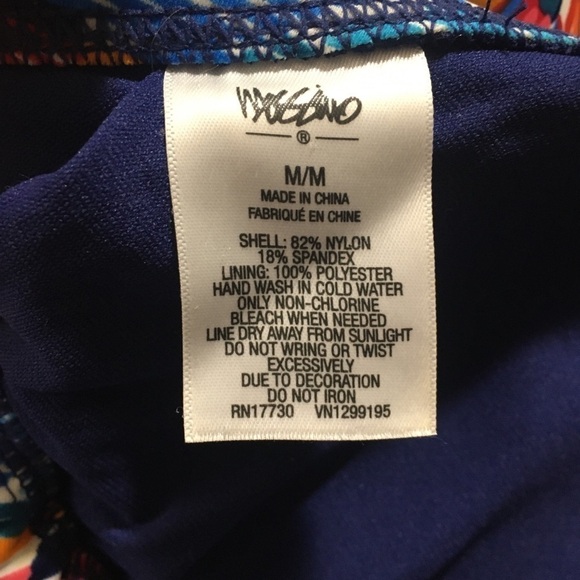 mossimo
®
M/M
MADE IN CHINA
FABRIQUÉ EN CHINE
SHELL: 82% NYLON
18% SPANDEX
LINING: 100% POLYESTER
HAND WASH IN COLD WATER
ONLY NON-CHLORINE
BLEACH WHEN NEEDED
LINE DRY AWAY FROM SUNLIGHT
DO NOT WRING OR TWIST
EXCESSIVELY
DUE TO DECORATION
DO NOT IRON
RN17730 VN1299195